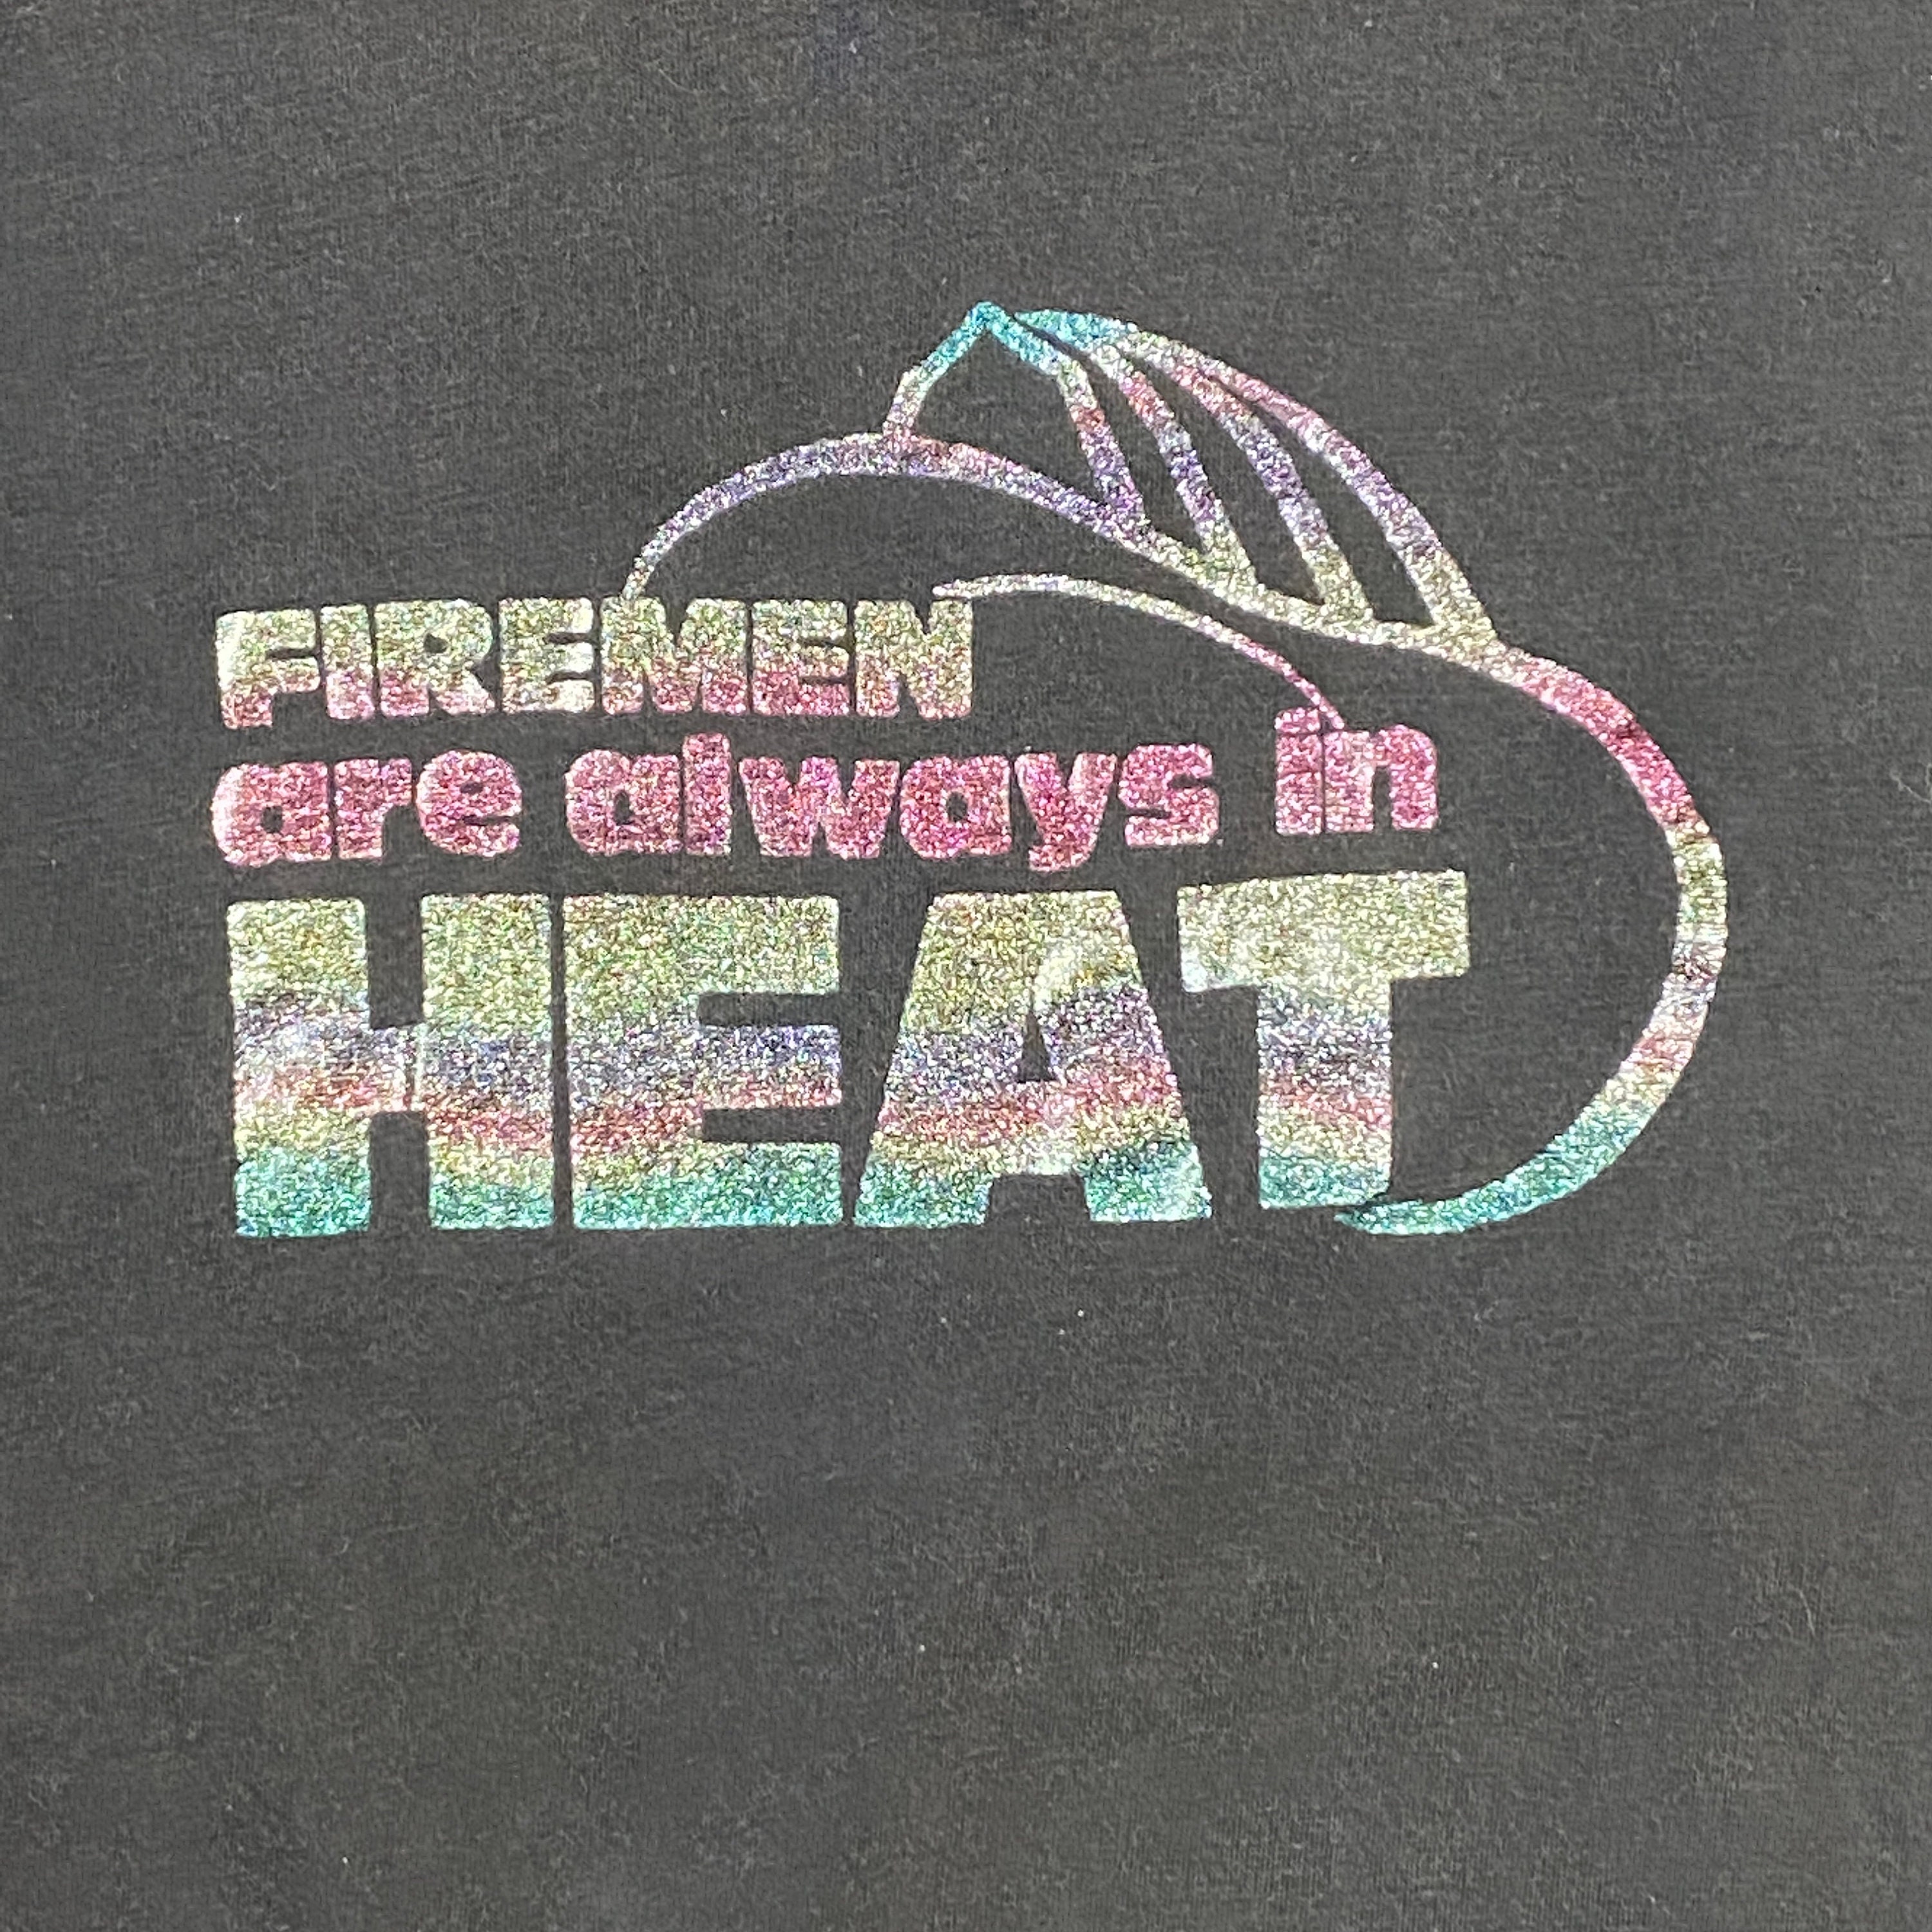 FIREMEN
are always in
HEAT